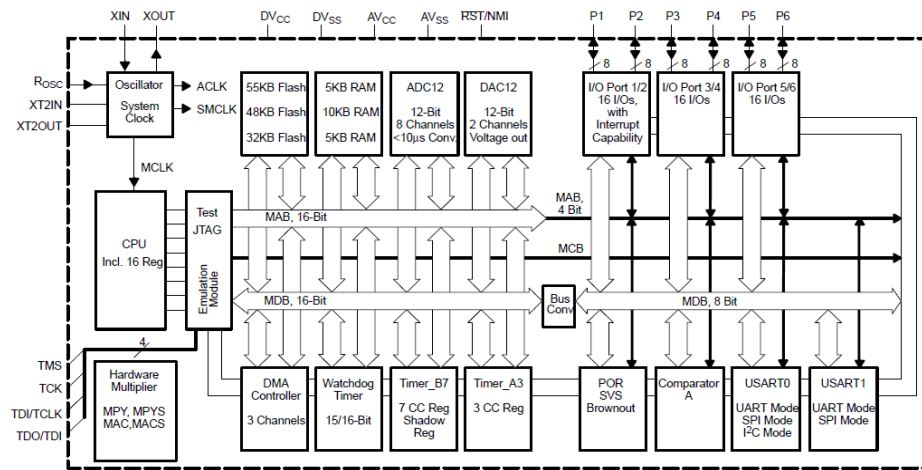 XIN XOUT DVCC DVSS AVCC AVSS RST/NMI P1 P2 P3 P4 P5 P6
8 8 8 8 8 8
ROSC
XT2IN
XT2OUT
Oscillator
System
Clock
ACLK
SMCLK
MCLK
55KB Flash
48KB Flash
32KB Flash
5KB RAM
10KB RAM
5KB RAM
ADC12
12-Bit
8 Channels
<10μs Conv.
DAC12
12-Bit
2 Channels
Voltage out
I/O Port 1/2
16 I/Os,
with
Interrupt
Capability
I/O Port 3/4
16 I/Os
I/O Port 5/6
16 I/Os
CPU
Incl. 16 Reg
Test
JTAG
Emulation
Module
MAB, 16-Bit
MAB,
4 Bit
MCB
MDB, 16-Bit
Bus
Conv
MDB, 8 Bit
TMS
TCK
TDI/TCLK
TDO/TDI
4
Hardware
Multiplier
MPY, MPYS
MAC,MACS
DMA
Controller
3 Channels
Watchdog
Timer
15/16-Bit
Timer_B7
7 CC Reg
Shadow
Reg
Timer_A3
3 CC Reg
POR
SVS
Brownout
Comparator
A
USART0
UART Mode
SPI Mode
I²C Mode
USART1
UART Mode
SPI Mode